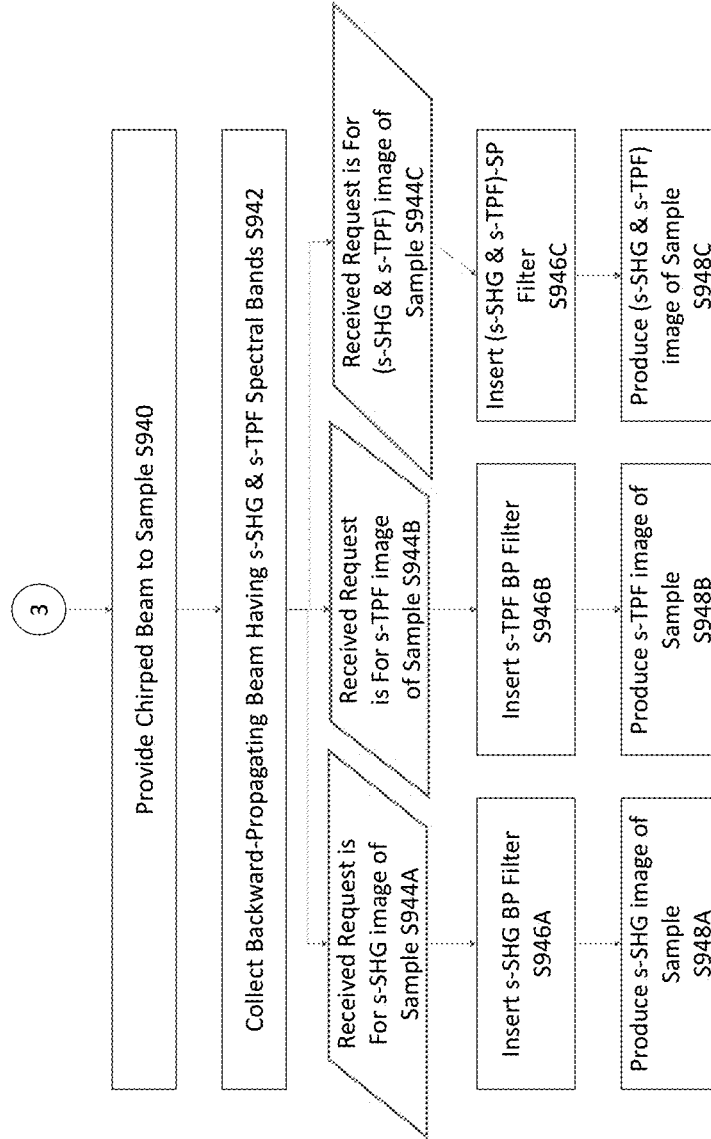 3
Provide Chirped Beam to Sample S940
Collect Backward-Propagating Beam Having s-SHG & s-TPF Spectral Bands S942
Received Request is
For s-SHG image of
Sample S944A
Received Request
is For s-TPF image
of Sample S944B
Received Request is For
(s-SHG & s-TPF) image of
Sample S944C
Insert s-SHG BP Filter
S946A
Insert s-TPF BP Filter
S946B
Insert (s-SHG & s-TPF)-SP
Filter
S946C
Produce s-SHG image of
Sample
S948A
Produce s-TPF image of
Sample
S948B
Produce (s-SHG & s-TPF)
image of Sample
S948C